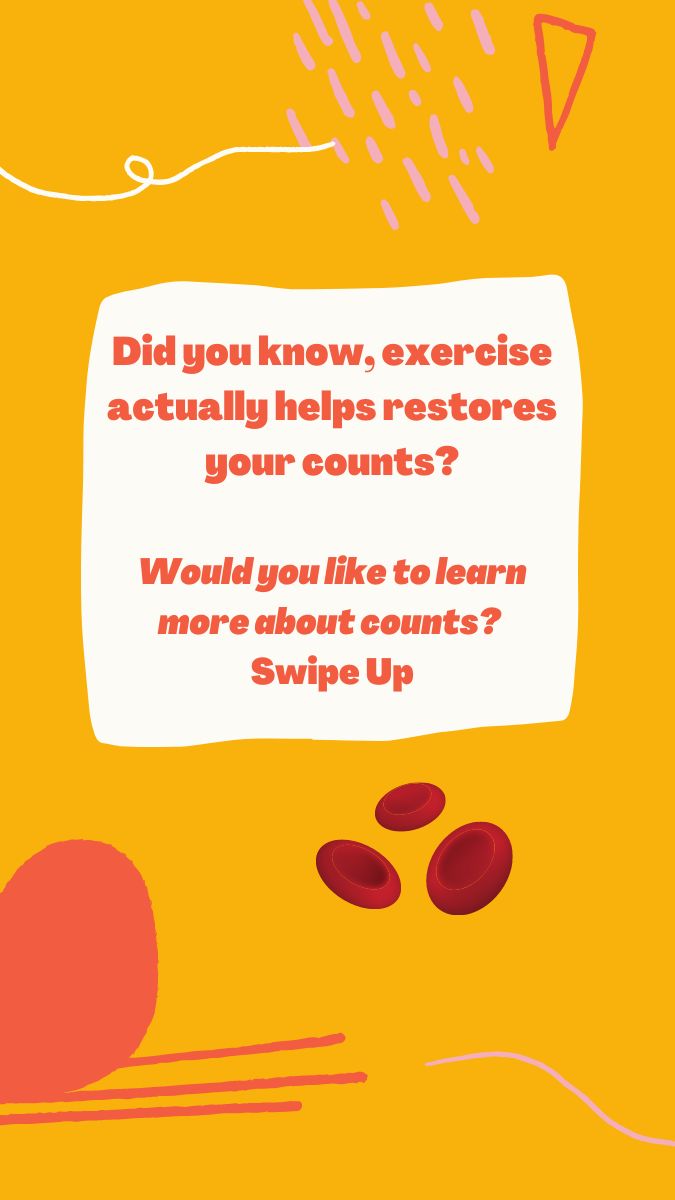 Did you know, exercise
actually helps restores
your counts?
Would you like to learn
more about counts?
Swipe Up